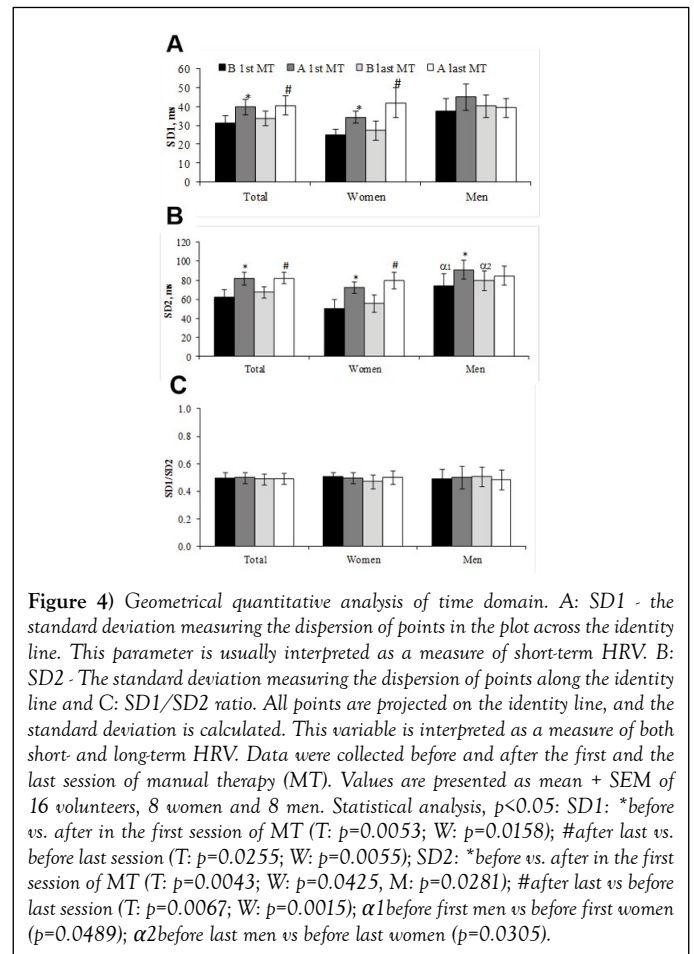 A
B 1st MT A 1st MT B last MT A last MT
60
50
40
30
20
10
0
SD1, ms
* # * #
Total Women Men
B
120
100
80
60
40
20
0
SD2, ms
* # * # α1 * α2
Total Women Men
C
1.0
0.8
0.6
0.4
0.2
0.0
SD1/SD2
Total Women Men
Figure 4) Geometrical quantitative analysis of time domain. A: SD1 - the
standard deviation measuring the dispersion of points in the plot across the identity
line. This parameter is usually interpreted as a measure of short-term HRV. B:
SD2 - The standard deviation measuring the dispersion of points along the identity
line and C: SD1/SD2 ratio. All points are projected on the identity line, and the
standard deviation is calculated. This variable is interpreted as a measure of both
short- and long-term HRV. Data were collected before and after the first and the
last session of manual therapy (MT). Values are presented as mean + SEM of
16 volunteers, 8 women and 8 men. Statistical analysis, p<0.05: SD1: *before
vs. after in the first session of MT (T: p=0.0053; W: p=0.0158); #after last vs.
before last session (T: p=0.0255; W: p=0.0055); SD2: *before vs. after in the first
session of MT (T: p=0.0043; W: p=0.0425, M: p=0.0281); #after last vs before
last session (T: p=0.0067; W: p=0.0015); α1before first men vs before first women
(p=0.0489); α2before last men vs before last women (p=0.0305).